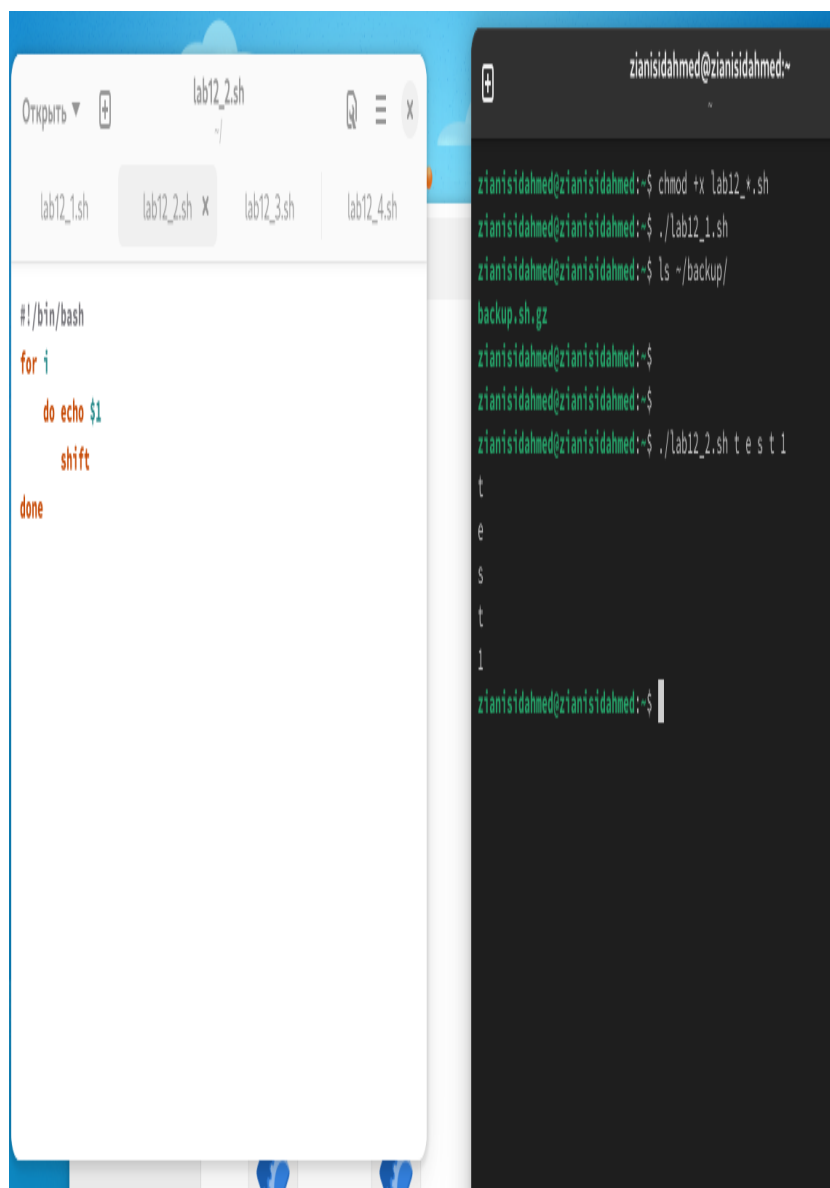 Открыть
lab12_2.sh
~/
lab12_1.sh
lab12_2.sh
lab12_3.sh
lab12_4.sh
#!/bin/bash
for i
do echo $1
shift
done
zianisidahmed@zianisidahmed:~
~
zianisidahmed@zianisidahmed:~$ chmod +x lab12_*.sh
zianisidahmed@zianisidahmed:~$ ./lab12_1.sh
zianisidahmed@zianisidahmed:~$ ls ~/backup/
backup.sh.gz
zianisidahmed@zianisidahmed:~$
zianisidahmed@zianisidahmed:~$
zianisidahmed@zianisidahmed:~$ ./lab12_2.sh t e s t 1
t
e
s
t
1
zianisidahmed@zianisidahmed:~$